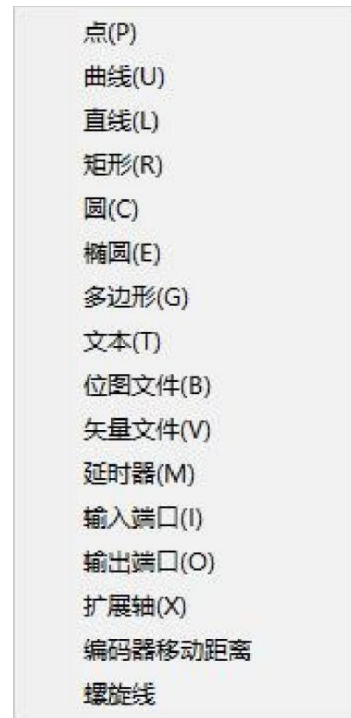 点(P)
曲线(U)
直线(L)
矩形(R)
圆(C)
椭圆(E)
多边形(G)
文本(T)
位图文件(B)
矢量文件(V)
延时器(M)
输入端口(I)
输出端口(O)
扩展轴(X)
编码器移动距离
螺旋线